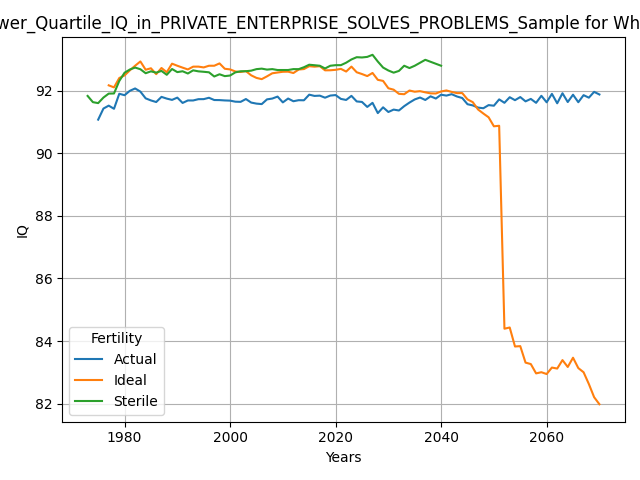 wer_Quartile_IQ_in_PRIVATE_ENTERPRISE_SOLVES_PROBLEMS_Sample for Wh
IQ
92
90
88
86
84
82
Fertility
Actual
Ideal
Sterile
1980
2000
2020
2040
2060
Years